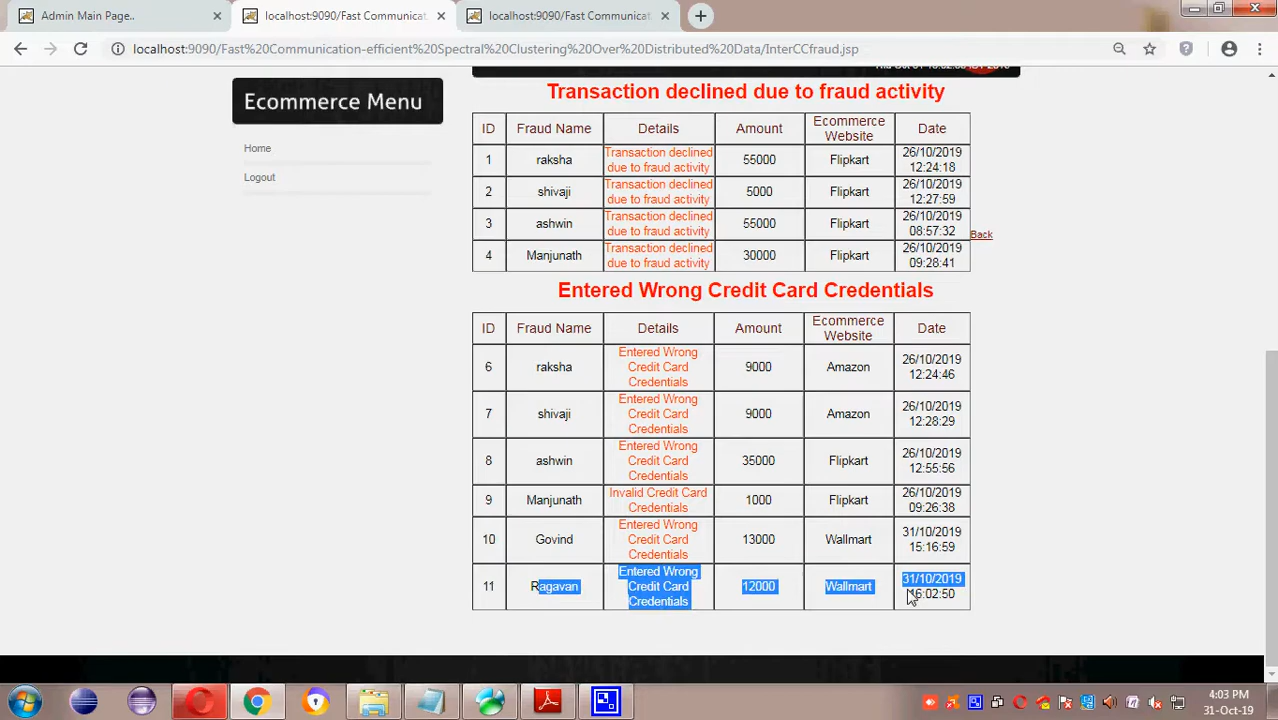 Admin Main Page..
localhost:9090/Fast Communicat
localhost:9090/Fast Communicat
localhost:9090/Fast%20Communication-efficient%20Spectral%20Clustering%20Over%20Distributed%20Data/InterCCfraud.jsp
Ecommerce Menu
Home
Logout
Transaction declined due to fraud activity
ID Fraud Name Details Amount Ecommerce Website Date
1 raksha Transaction declined due to fraud activity 55000 Flipkart 26/10/2019 12:24:18
2 shivaji Transaction declined due to fraud activity 5000 Flipkart 26/10/2019 12:27:59
3 ashwin Transaction declined due to fraud activity 55000 Flipkart 26/10/2019 08:57:32
Back
4 Manjunath Transaction declined due to fraud activity 30000 Flipkart 26/10/2019 09:28:41
Entered Wrong Credit Card Credentials
ID Fraud Name Details Amount Ecommerce Website Date
6 raksha Entered Wrong Credit Card Credentials 9000 Amazon 26/10/2019 12:24:46
7 shivaji Entered Wrong Credit Card Credentials 9000 Amazon 26/10/2019 12:28:29
8 ashwin Entered Wrong Credit Card Credentials 35000 Flipkart 26/10/2019 12:55:56
9 Manjunath Invalid Credit Card Credentials 1000 Flipkart 26/10/2019 09:26:38
10 Govind Entered Wrong Credit Card Credentials 13000 Wallmart 31/10/2019 15:16:59
11 Ragavan Entered Wrong Credit Card Credentials 12000 Wallmart 31/10/2019 16:02:50
4:03 PM
31-Oct-19